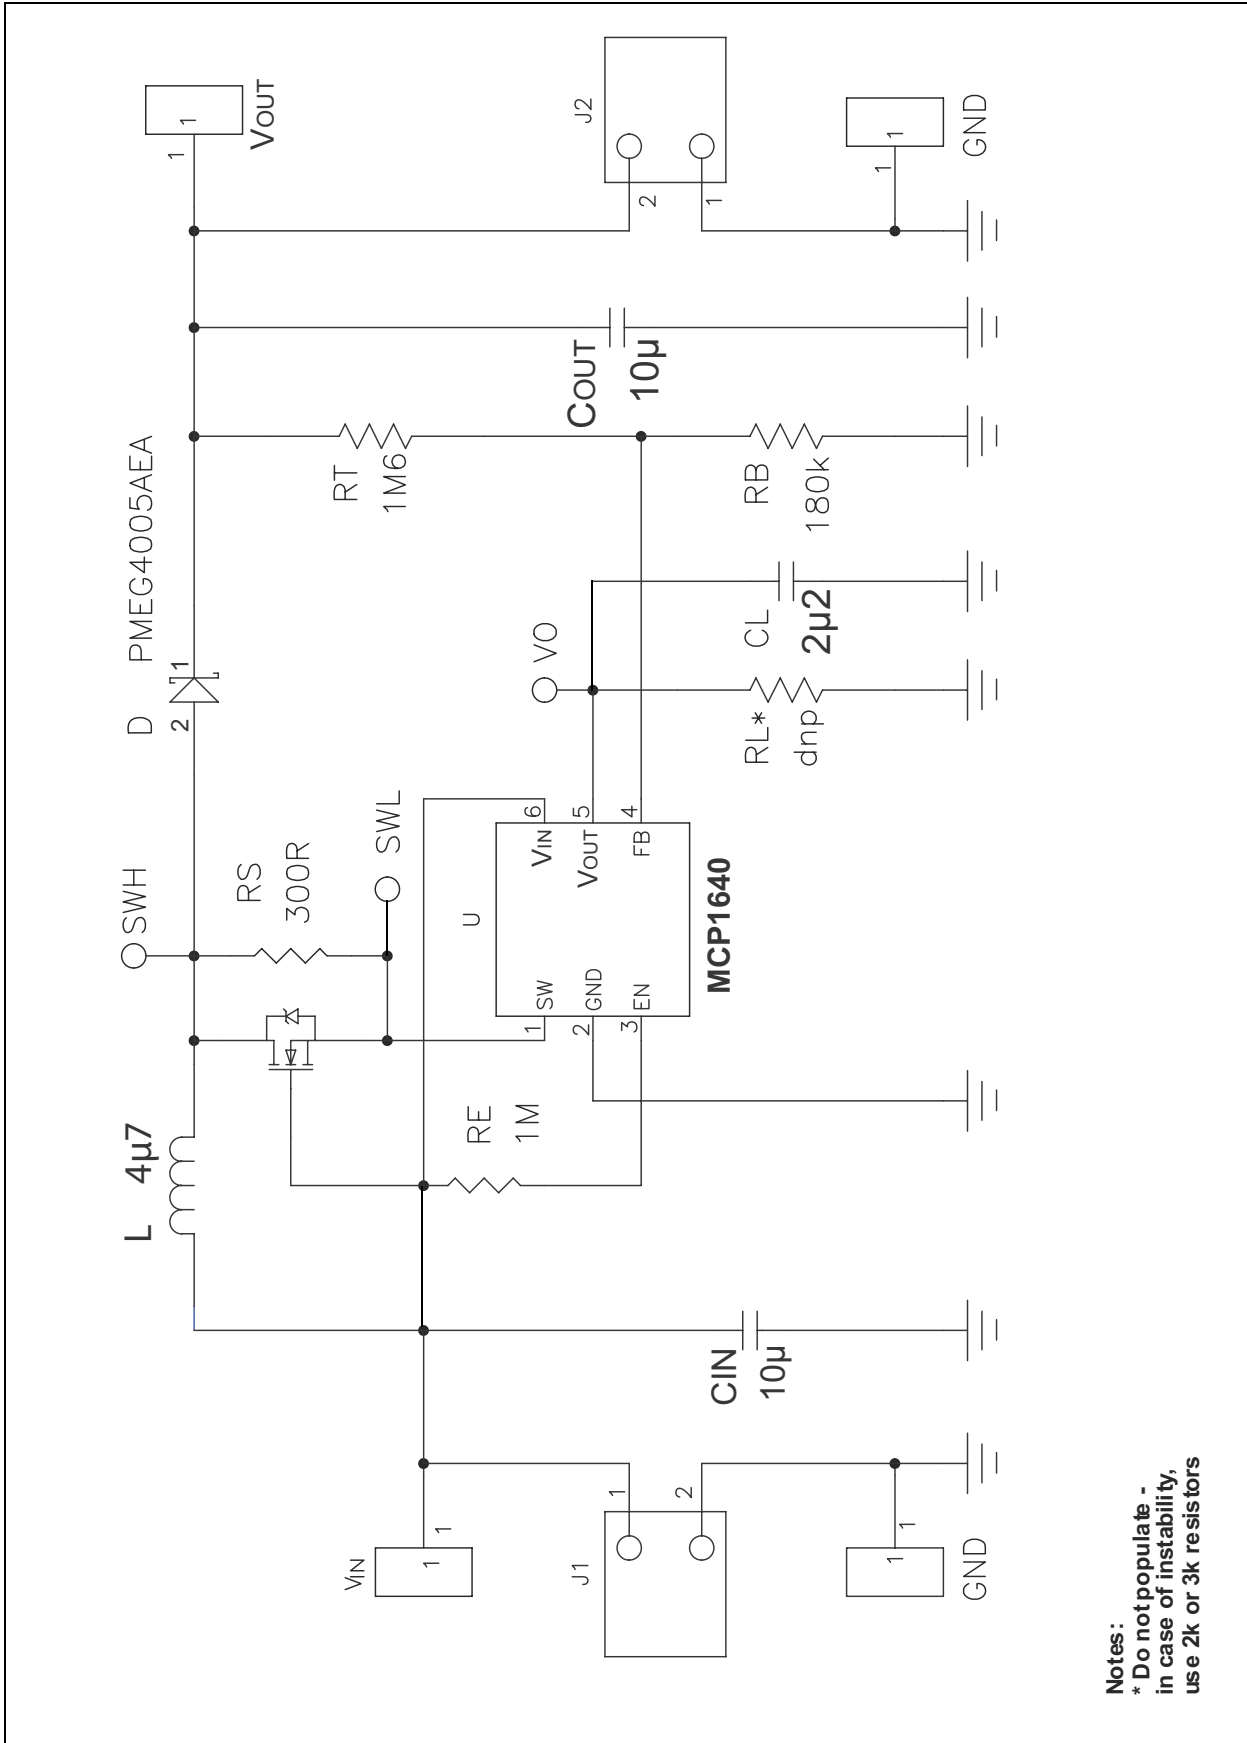 L 4µ7
SWH
D PMEG4005AEA
2
1
1
1
VOUT
RS
300R
SWL
RT
1M6
COUT
10µ
VIN
1
1
RE
1M
U
1
SW
2
GND
3
EN
VIN
6
VOUT
5
FB
4
MCP1640
VO
J1
1
2
CIN
10µ
RL*
dnp
CL
2µ2
RB
180k
J2
2
1
1
1
GND
1
1
GND
Notes:
* Do not populate -
in case of instability,
use 2k or 3k resistors